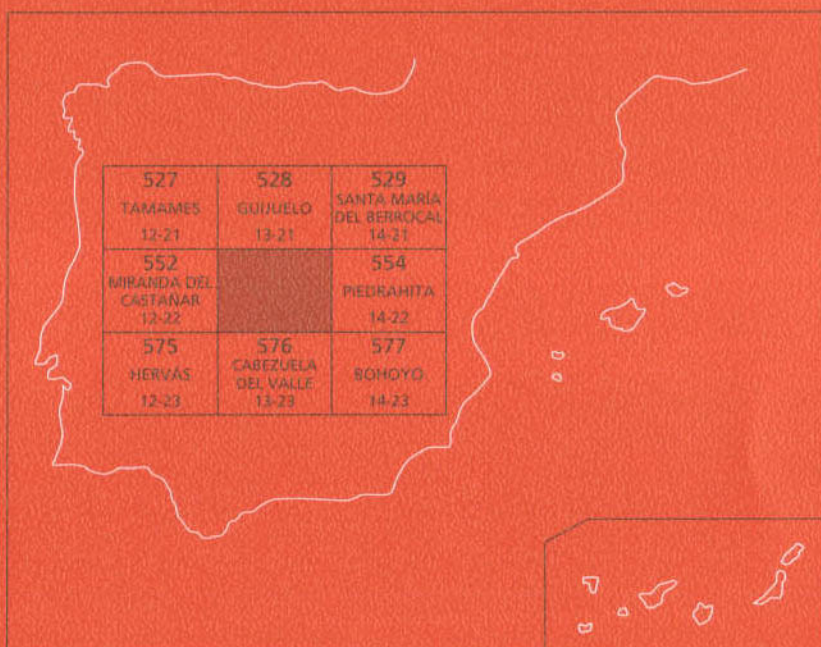 527
TAMAMES
12-21
528
GUIJUELO
13-21
529
SANTA MARÍA
DEL BERROCAL
14-21
552
MIRANDA DEL
CASTAÑAR
12-22
554
PIEDRAHITA
14-22
575
HERVÁS
12-23
576
CABEZUELA
DEL VALLE
13-23
577
BOHOYO
14-23